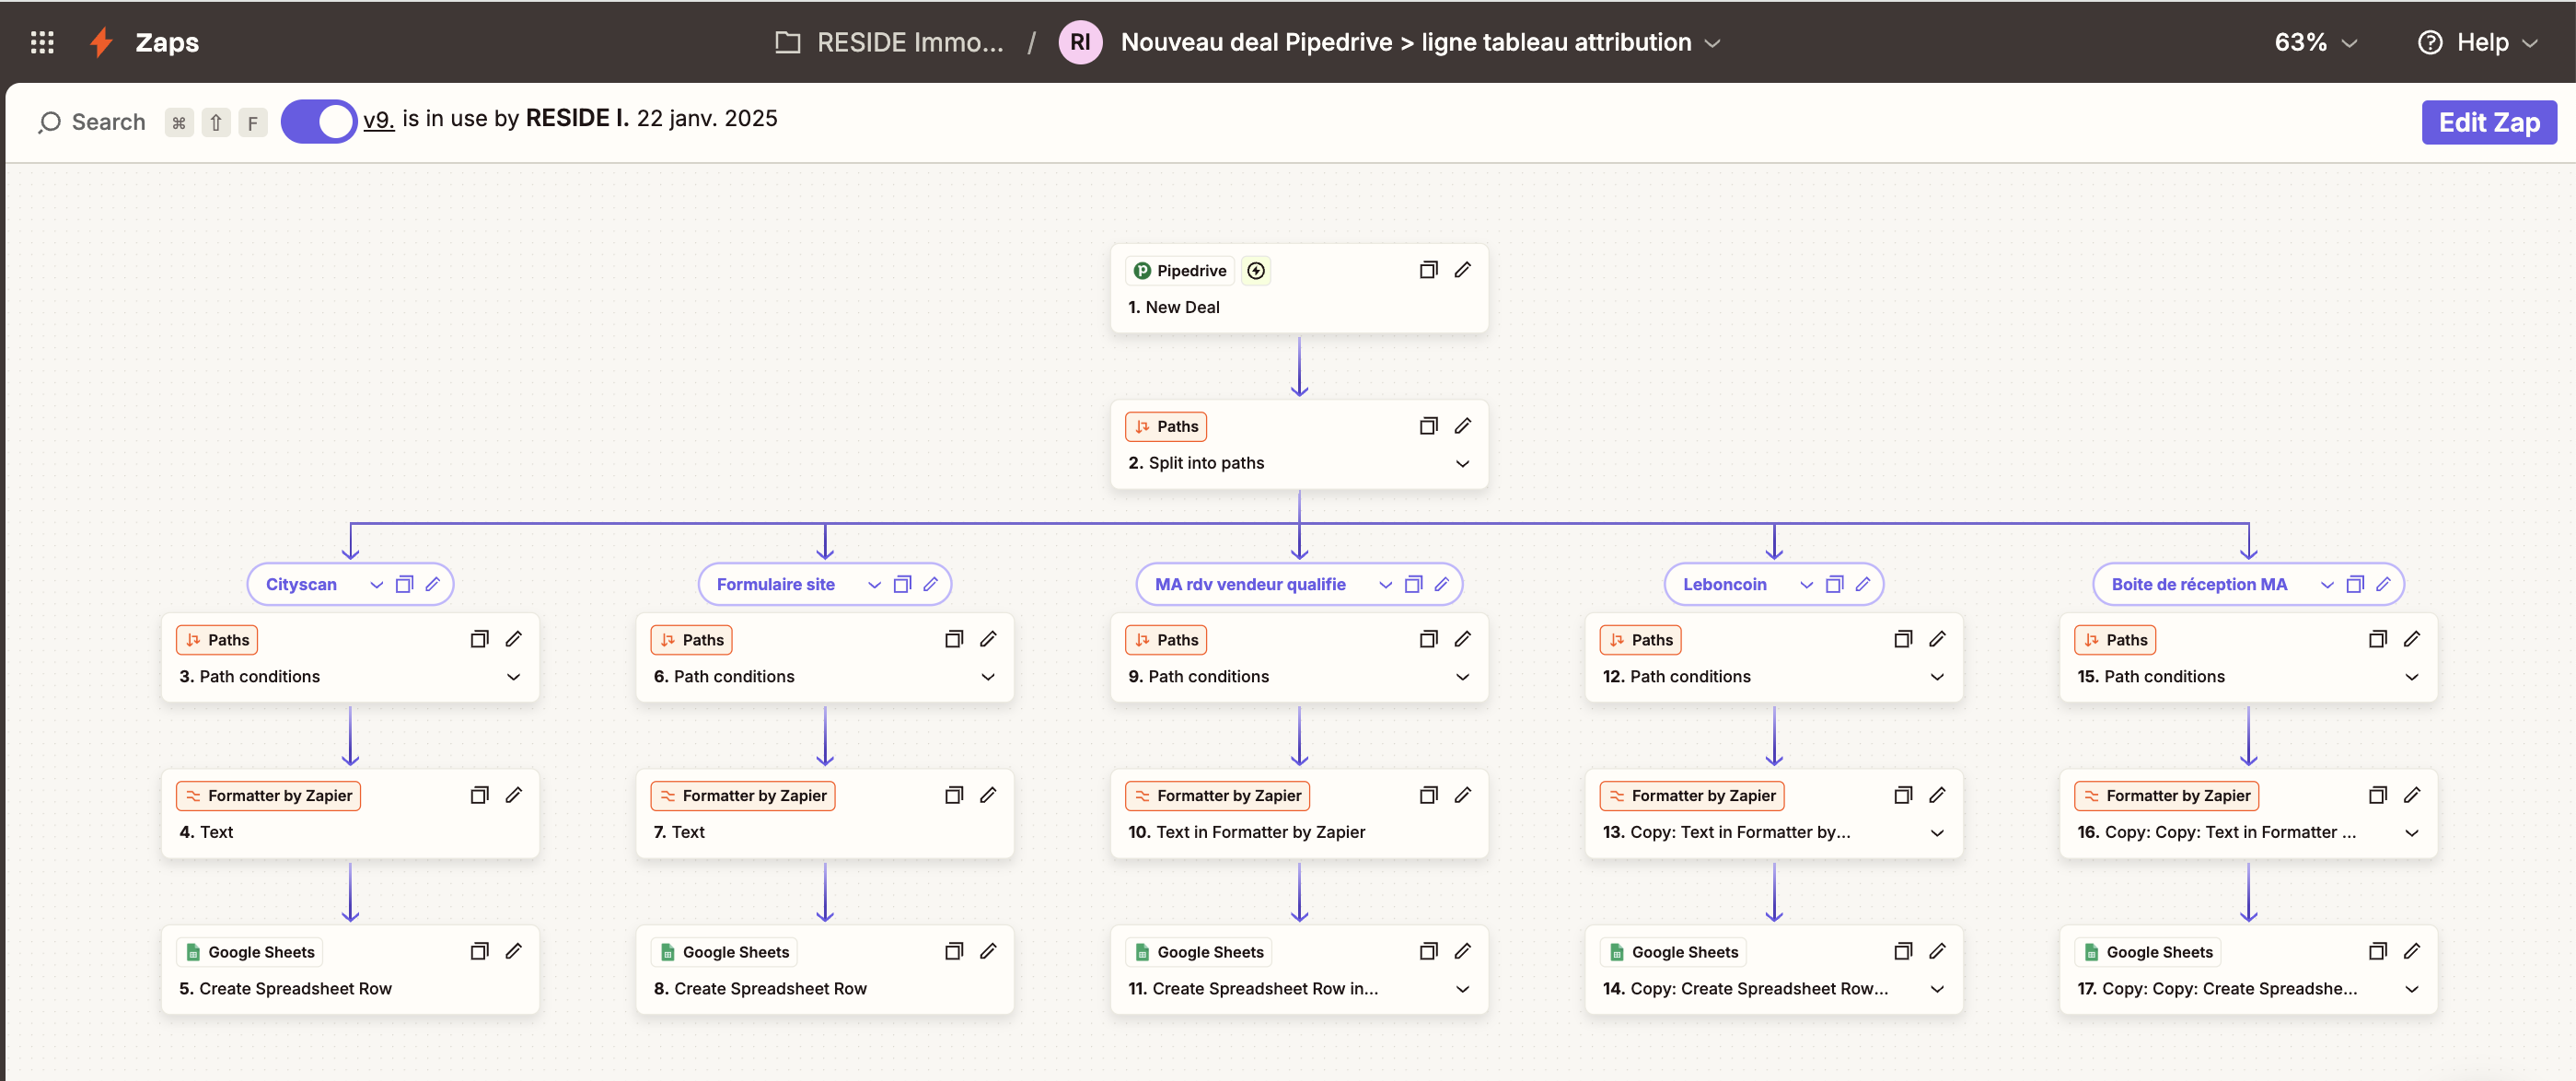 Zaps
RESIDE Immo... / RI Nouveau deal Pipedrive > ligne tableau attribution
63%
Help
Search ⌘ ⇧ F
v9. is in use by RESIDE I. 22 janv. 2025
Edit Zap
Pipedrive
1. New Deal
Paths
2. Split into paths
Cityscan
Formulaire site
MA rdv vendeur qualifie
Leboncoin
Boite de réception MA
Paths
3. Path conditions
Paths
6. Path conditions
Paths
9. Path conditions
Paths
12. Path conditions
Paths
15. Path conditions
Formatter by Zapier
4. Text
Formatter by Zapier
7. Text
Formatter by Zapier
10. Text in Formatter by Zapier
Formatter by Zapier
13. Copy: Text in Formatter by...
Formatter by Zapier
16. Copy: Copy: Text in Formatter ...
Google Sheets
5. Create Spreadsheet Row
Google Sheets
8. Create Spreadsheet Row
Google Sheets
11. Create Spreadsheet Row in...
Google Sheets
14. Copy: Create Spreadsheet Row...
Google Sheets
17. Copy: Copy: Create Spreadshe...